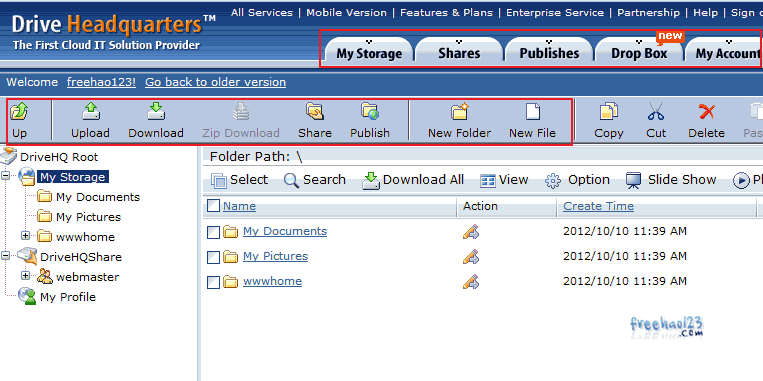 Drive Headquarters™
The First Cloud IT Solution Provider
All Services | Mobile Version | Features & Plans | Enterprise Service | Partnership | Help | Sign
new
My Storage Shares Publishes Drop Box My Account
Welcome freehao123! Go back to older version
Up Upload Download Zip Download Share Publish New Folder New File Copy Cut Delete Pas
DriveHQ Root
My Storage
My Documents
My Pictures
wwwhome
DriveHQShare
webmaster
My Profile
Folder Path: \
Select Search Download All View Option Slide Show Pl
Name Action Create Time
My Documents 2012/10/10 11:39 AM
My Pictures 2012/10/10 11:39 AM
wwwhome 2012/10/10 11:39 AM
freehao123
.com